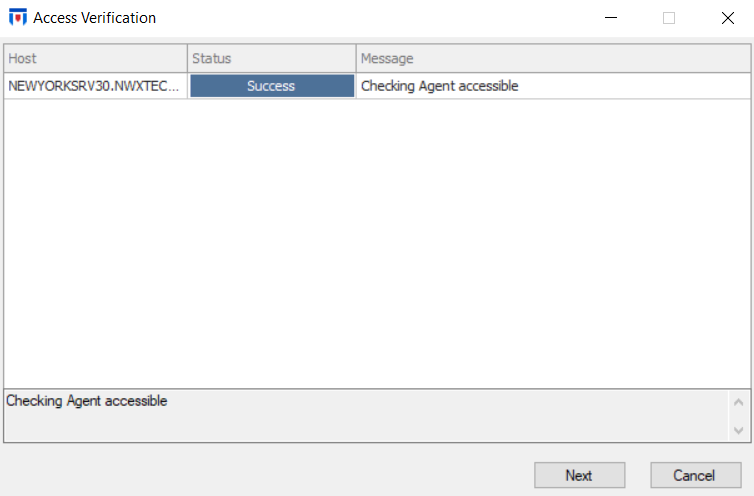 Access Verification
Host Status Message
NEWYORKSRV30.NWXTEC... Success Checking Agent accessible
Checking Agent accessible
Next Cancel